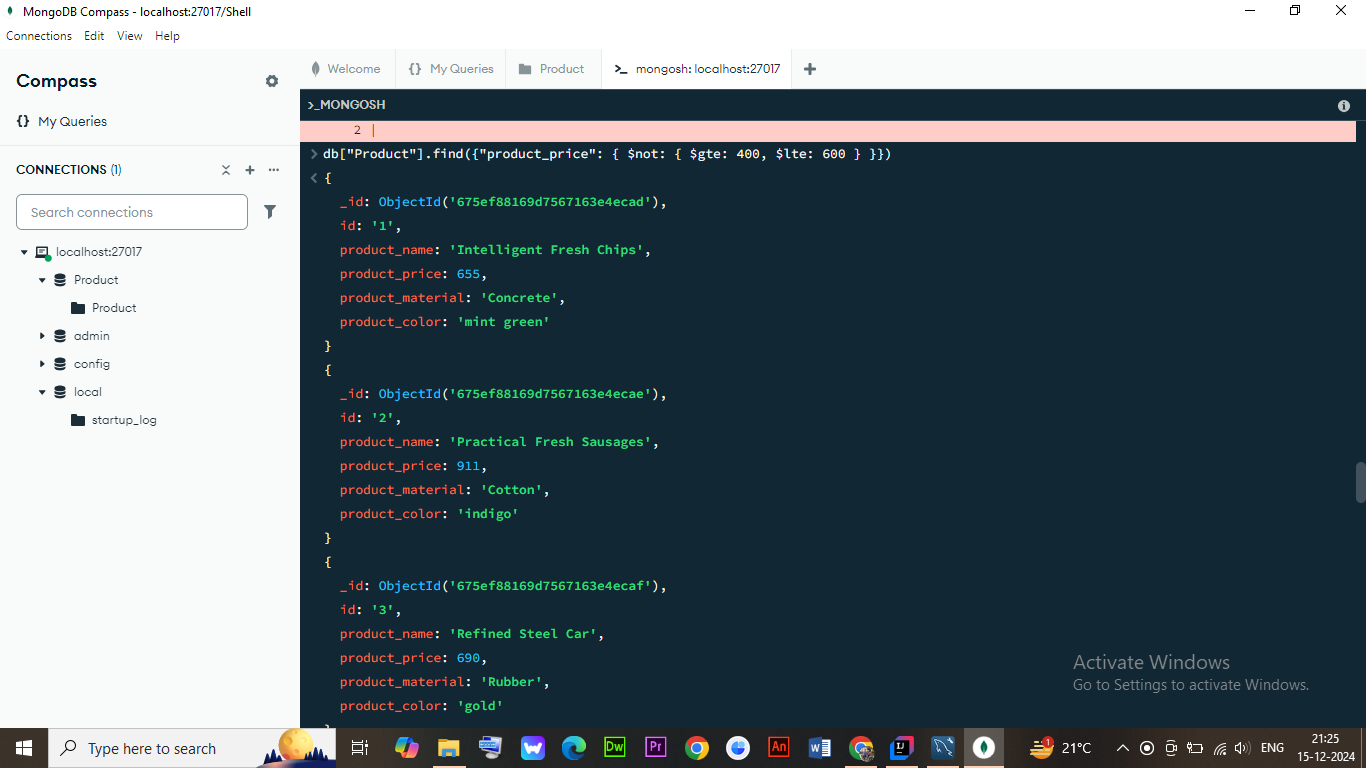 MongoDB Compass - localhost:27017/Shell
Connections Edit View Help
Compass
{} My Queries
CONNECTIONS (1)
Search connections
localhost:27017
Product
Product
admin
config
local
startup_log
Welcome
{} My Queries
Product
>_ mongosh: localhost:27017
>_MONGOSH
2
db["Product"].find({"product_price": { $not: { $gte: 400, $lte: 600 } }})
{
_id: ObjectId('675ef88169d7567163e4ecad'),
id: '1',
product_name: 'Intelligent Fresh Chips',
product_price: 655,
product_material: 'Concrete',
product_color: 'mint green'
}
{
_id: ObjectId('675ef88169d7567163e4ecae'),
id: '2',
product_name: 'Practical Fresh Sausages',
product_price: 911,
product_material: 'Cotton',
product_color: 'indigo'
}
{
_id: ObjectId('675ef88169d7567163e4ecaf'),
id: '3',
product_name: 'Refined Steel Car',
product_price: 690,
product_material: 'Rubber',
product_color: 'gold'
Activate Windows
Go to Settings to activate Windows.
Type here to search
Dw
Pr
An
1
21°C
ENG
21:25
15-12-2024